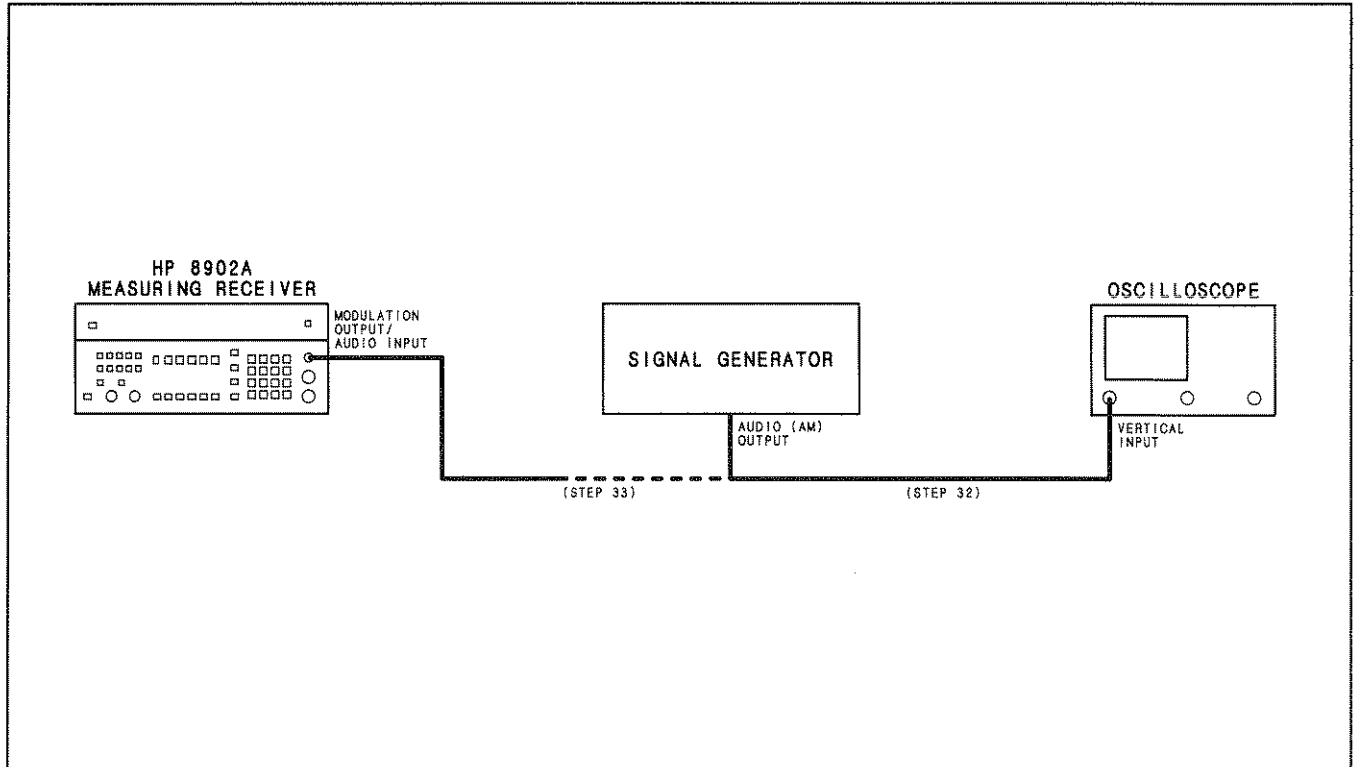 HP 8902A
MEASURING RECEIVER
MODULATION
OUTPUT/
AUDIO INPUT
SIGNAL GENERATOR
AUDIO (AM)
OUTPUT
OSCILLOSCOPE
VERTICAL
INPUT
(STEP 33)
(STEP 32)